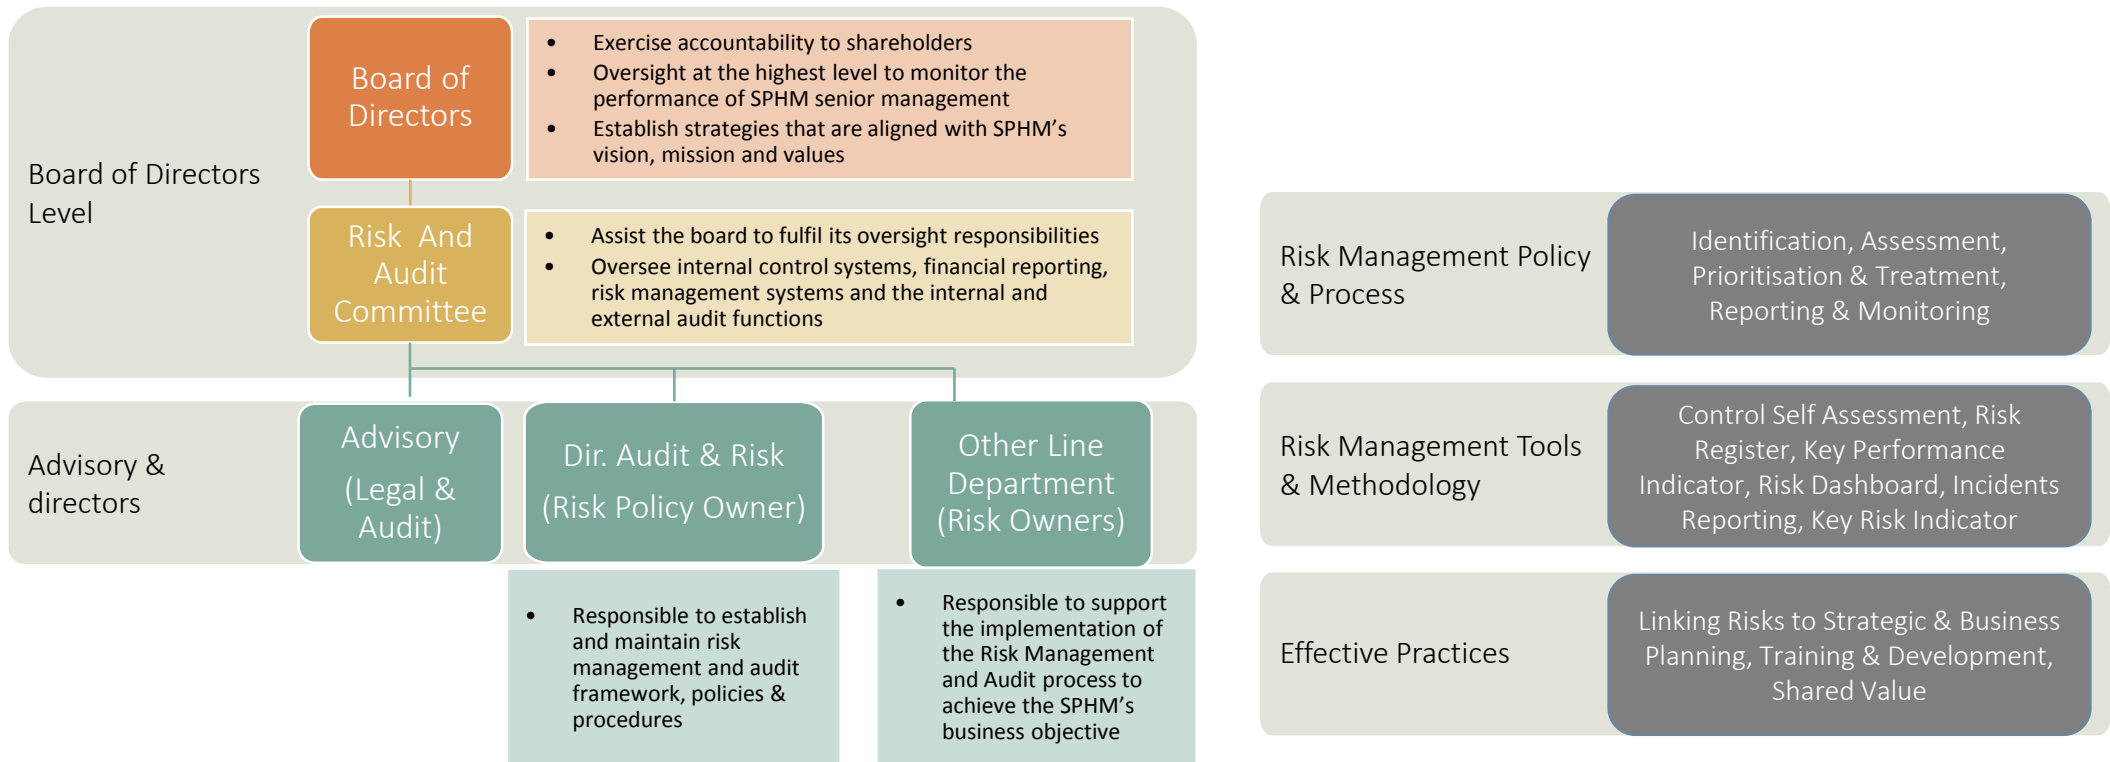 Board of Directors
Level
Board of
Directors
• Exercise accountability to shareholders
• Oversight at the highest level to monitor the
performance of SPHM senior management
• Establish strategies that are aligned with SPHM’s
vision, mission and values
Risk And
Audit
Committee
• Assist the board to fulfil its oversight responsibilities
• Oversee internal control systems, financial reporting,
risk management systems and the internal and
external audit functions
Advisory &
directors
Advisory
(Legal &
Audit)
Dir. Audit & Risk
(Risk Policy Owner)
Other Line
Department
(Risk Owners)
• Responsible to establish
and maintain risk
management and audit
framework, policies &
procedures
• Responsible to support
the implementation of
the Risk Management
and Audit process to
achieve the SPHM’s
business objective
Risk Management Policy
& Process
Identification, Assessment,
Prioritisation & Treatment,
Reporting & Monitoring
Risk Management Tools
& Methodology
Control Self Assessment, Risk
Register, Key Performance
Indicator, Risk Dashboard, Incidents
Reporting, Key Risk Indicator
Effective Practices
Linking Risks to Strategic & Business
Planning, Training & Development,
Shared Value